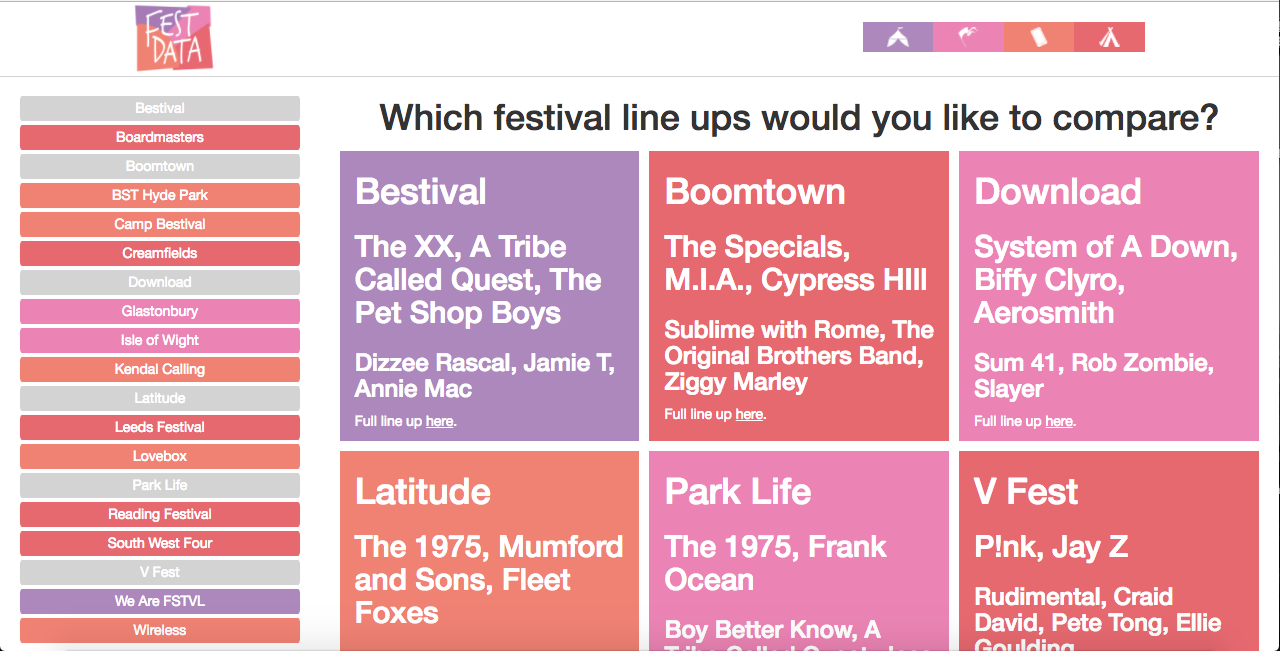 FEST
DATA
Bestival
Boardmasters
Boomtown
BST Hyde Park
Camp Bestival
Creamfields
Download
Glastonbury
Isle of Wight
Kendal Calling
Latitude
Leeds Festival
Lovebox
Park Life
Reading Festival
South West Four
V Fest
We Are FSTVL
Wireless
Which festival line ups would you like to compare?
Bestival
The XX, A Tribe
Called Quest, The
Pet Shop Boys
Dizzee Rascal, Jamie T,
Annie Mac
Full line up here.
Boomtown
The Specials,
M.I.A., Cypress HIll
Sublime with Rome, The
Original Brothers Band,
Ziggy Marley
Full line up here.
Download
System of A Down,
Biffy Clyro,
Aerosmith
Sum 41, Rob Zombie,
Slayer
Full line up here.
Latitude
The 1975, Mumford
and Sons, Fleet
Foxes
Park Life
The 1975, Frank
Ocean
Boy Better Know, A
Tribe Called Quest
V Fest
P!nk, Jay Z
Rudimental, Craid
David, Pete Tong, Ellie
Goulding